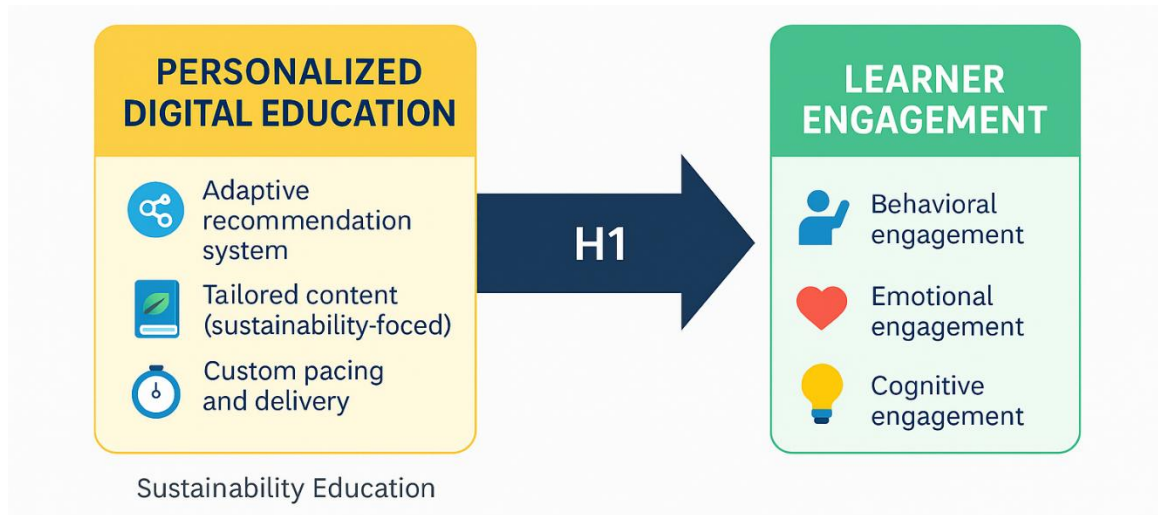 PERSONALIZED
DIGITAL EDUCATION
Adaptive
recommendation
system
Tailored content
(sustainability-foced)
Custom pacing
and delivery
Sustainability Education
H1
LEARNER
ENGAGEMENT
Behavioral
engagement
Emotional
engagement
Cognitive
engagement